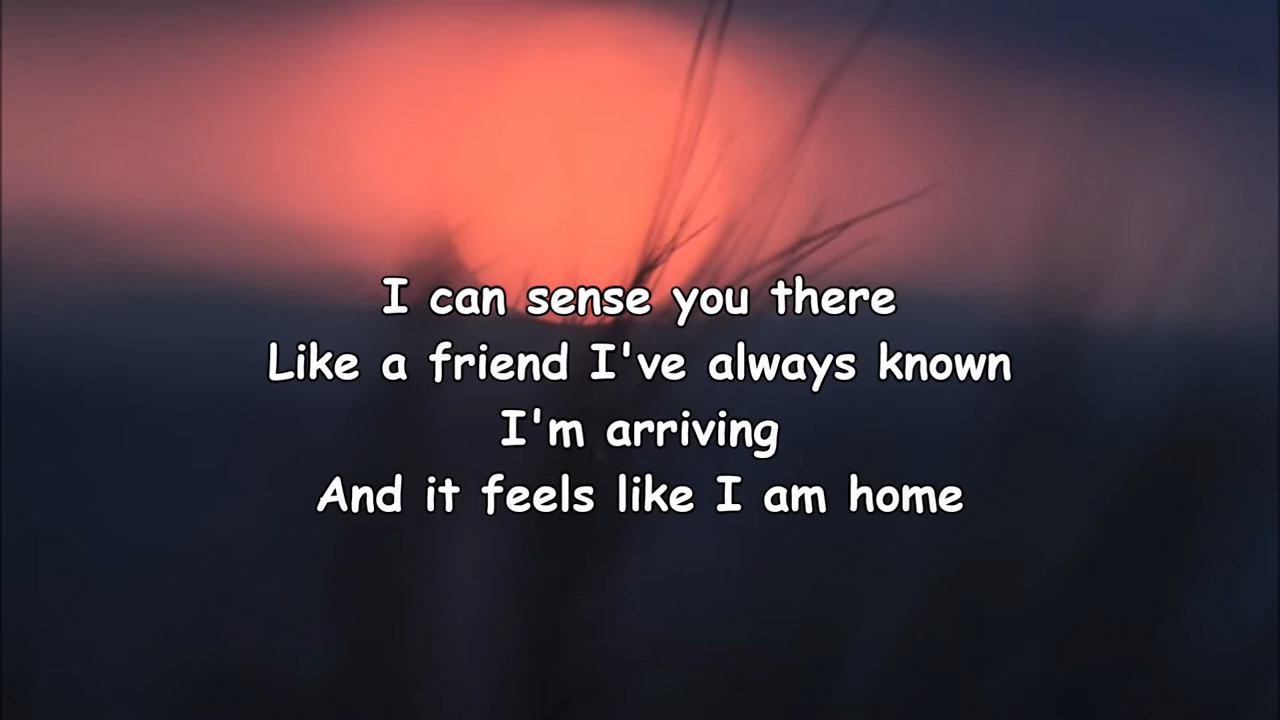 I can sense you there
Like a friend I've always known
I'm arriving
And it feels like I am home